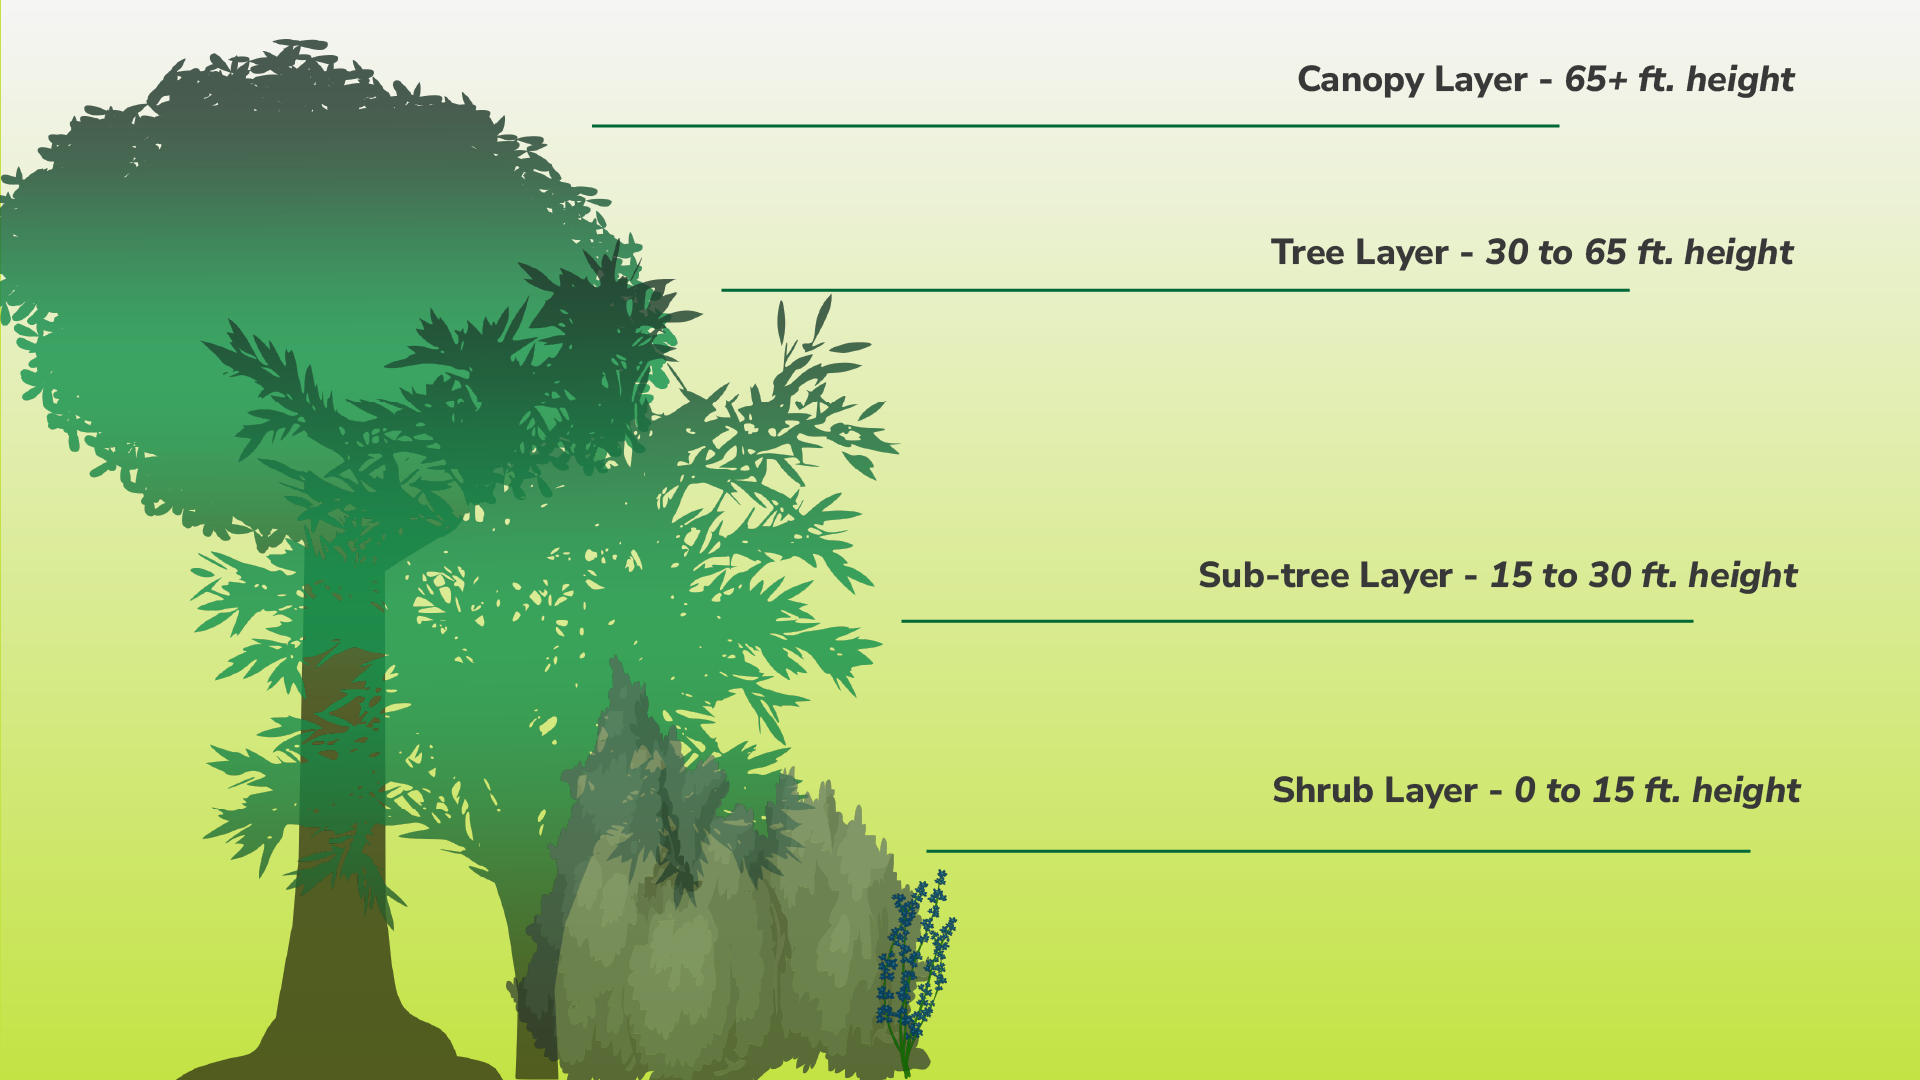 Canopy Layer - 65+ ft. height
Tree Layer - 30 to 65 ft. height
Sub-tree Layer - 15 to 30 ft. height
Shrub Layer - 0 to 15 ft. height